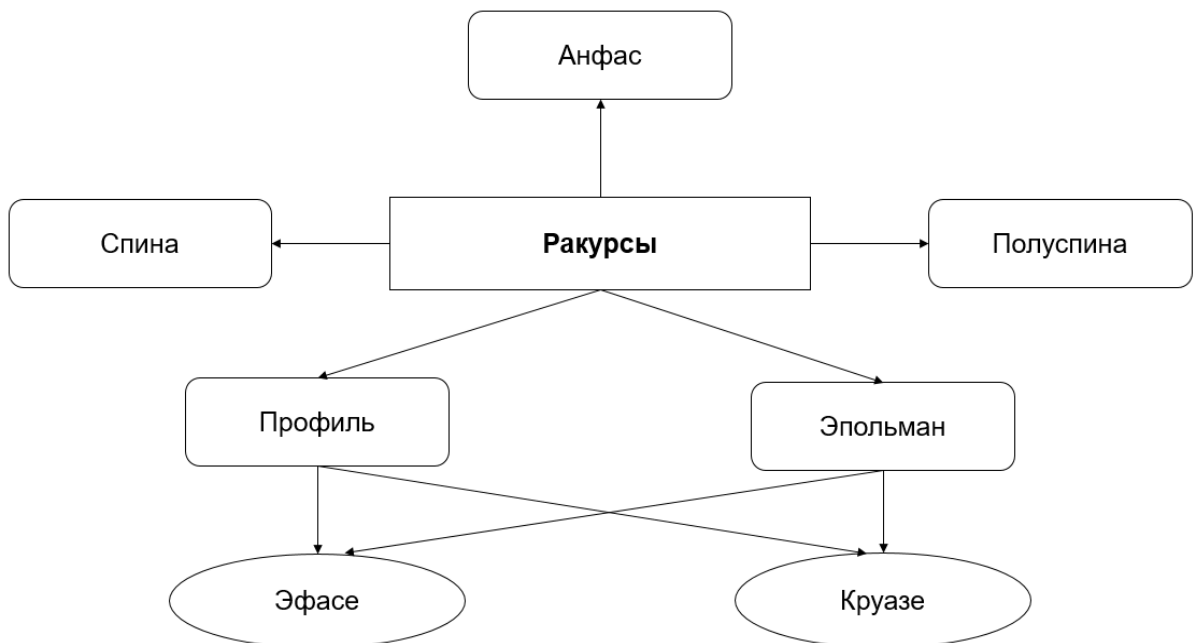 Анфас
Спина
Ракурсы
Полуспина
Профиль
Эпольман
Эфасе
Круазе